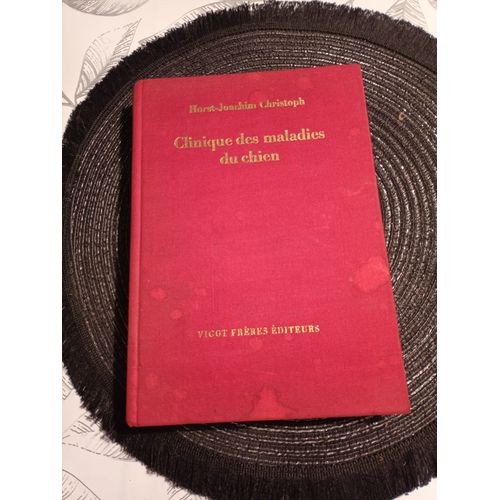 Horst-Joachim Christoph
Clinique des maladies
du chien
VIGOT FRÈRES ÉDITEURS